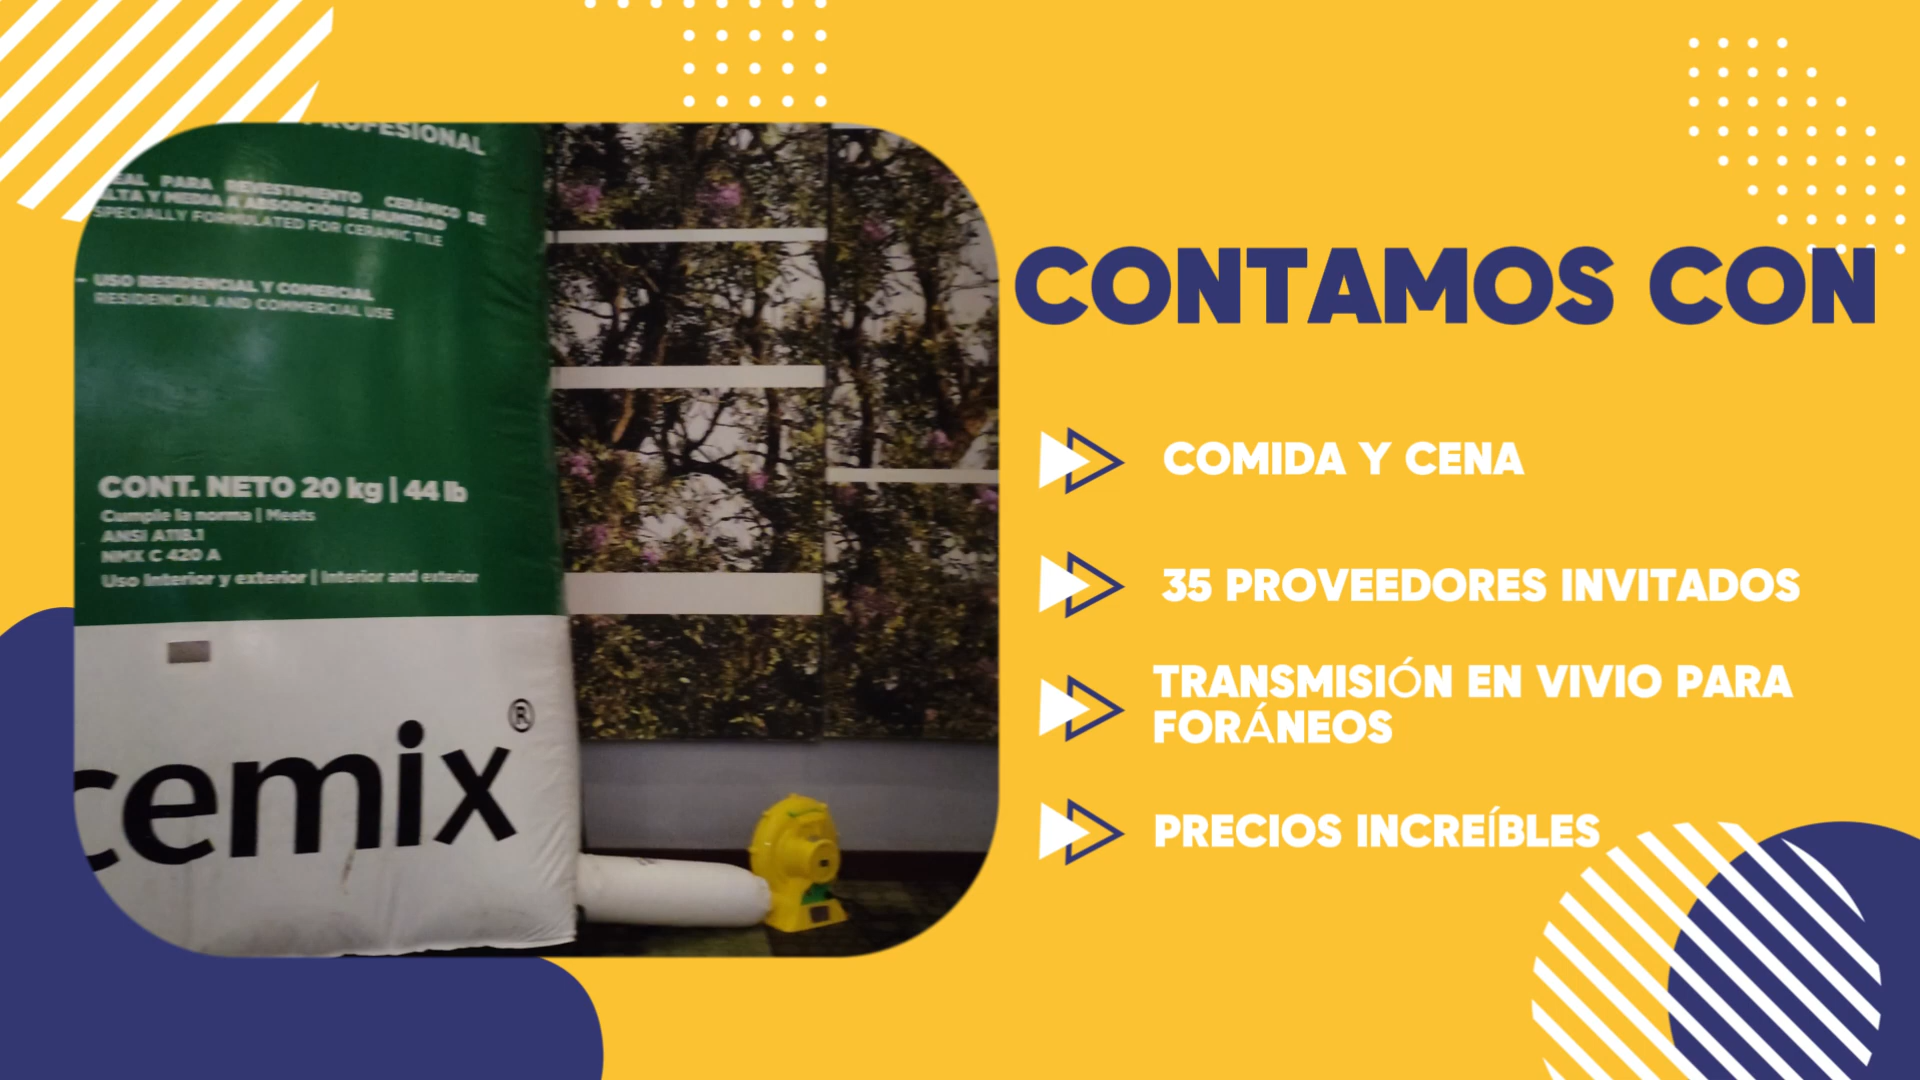 PROFESIONAL
PARA REVESTIMIENTO CERÁMICO DE
ALTA Y MEDIA A ABSORCIÓN DE HUMEDAD
SPECIALLY FORMULATED FOR CERAMIC TILE
- USO RESIDENCIAL Y COMERCIAL
RESIDENCIAL AND COMMERCIAL USE
CONT. NETO 20 kg | 44 lb
Cumple la norma | Meets
ANSI A118.1
NMX C 420 A
Uso Interior y exterior | Interior and exterior
cemix®
CONTAMOS CON
COMIDA Y CENA
35 PROVEEDORES INVITADOS
TRANSMISIÓN EN VIVIO PARA
FORÁNEOS
PRECIOS INCREÍBLES